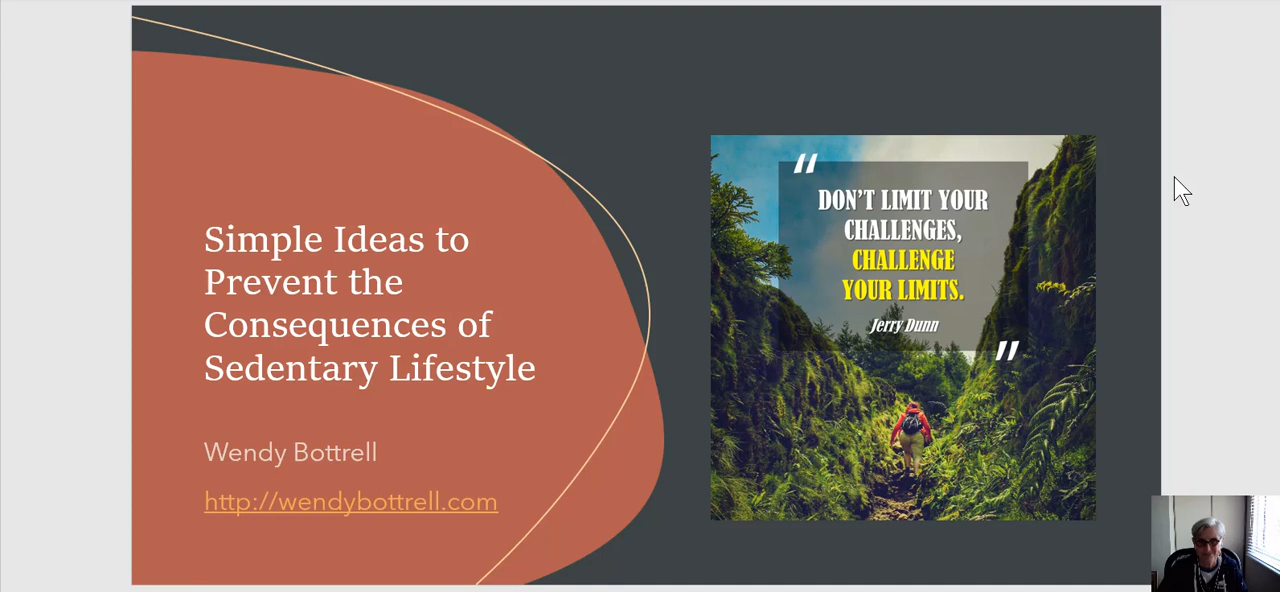 Simple Ideas to
Prevent the
Consequences of
Sedentary Lifestyle
Wendy Bottrell
http://wendybottrell.com
“
DON’T LIMIT YOUR
CHALLENGES,
CHALLENGE
YOUR LIMITS.
Jerry Dunn
”